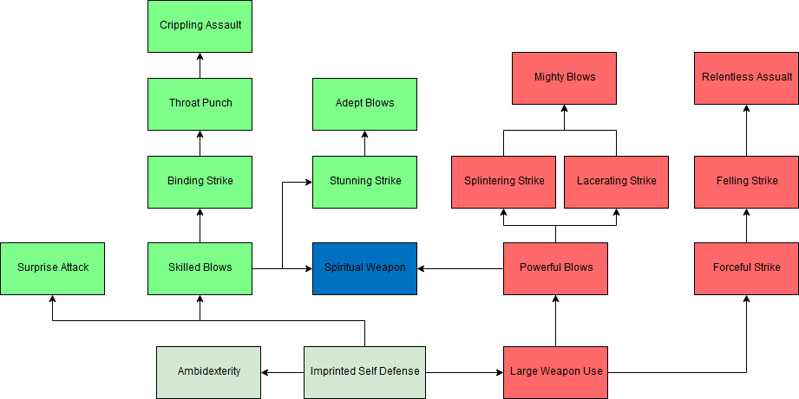 Crippling Assault
Throat Punch
Adept Blows
Mighty Blows
Relentless Assualt
Binding Strike
Stunning Strike
Splintering Strike
Lacerating Strike
Felling Strike
Surprise Attack
Skilled Blows
Spiritual Weapon
Powerful Blows
Forceful Strike
Ambidexterity
Imprinted Self Defense
Large Weapon Use